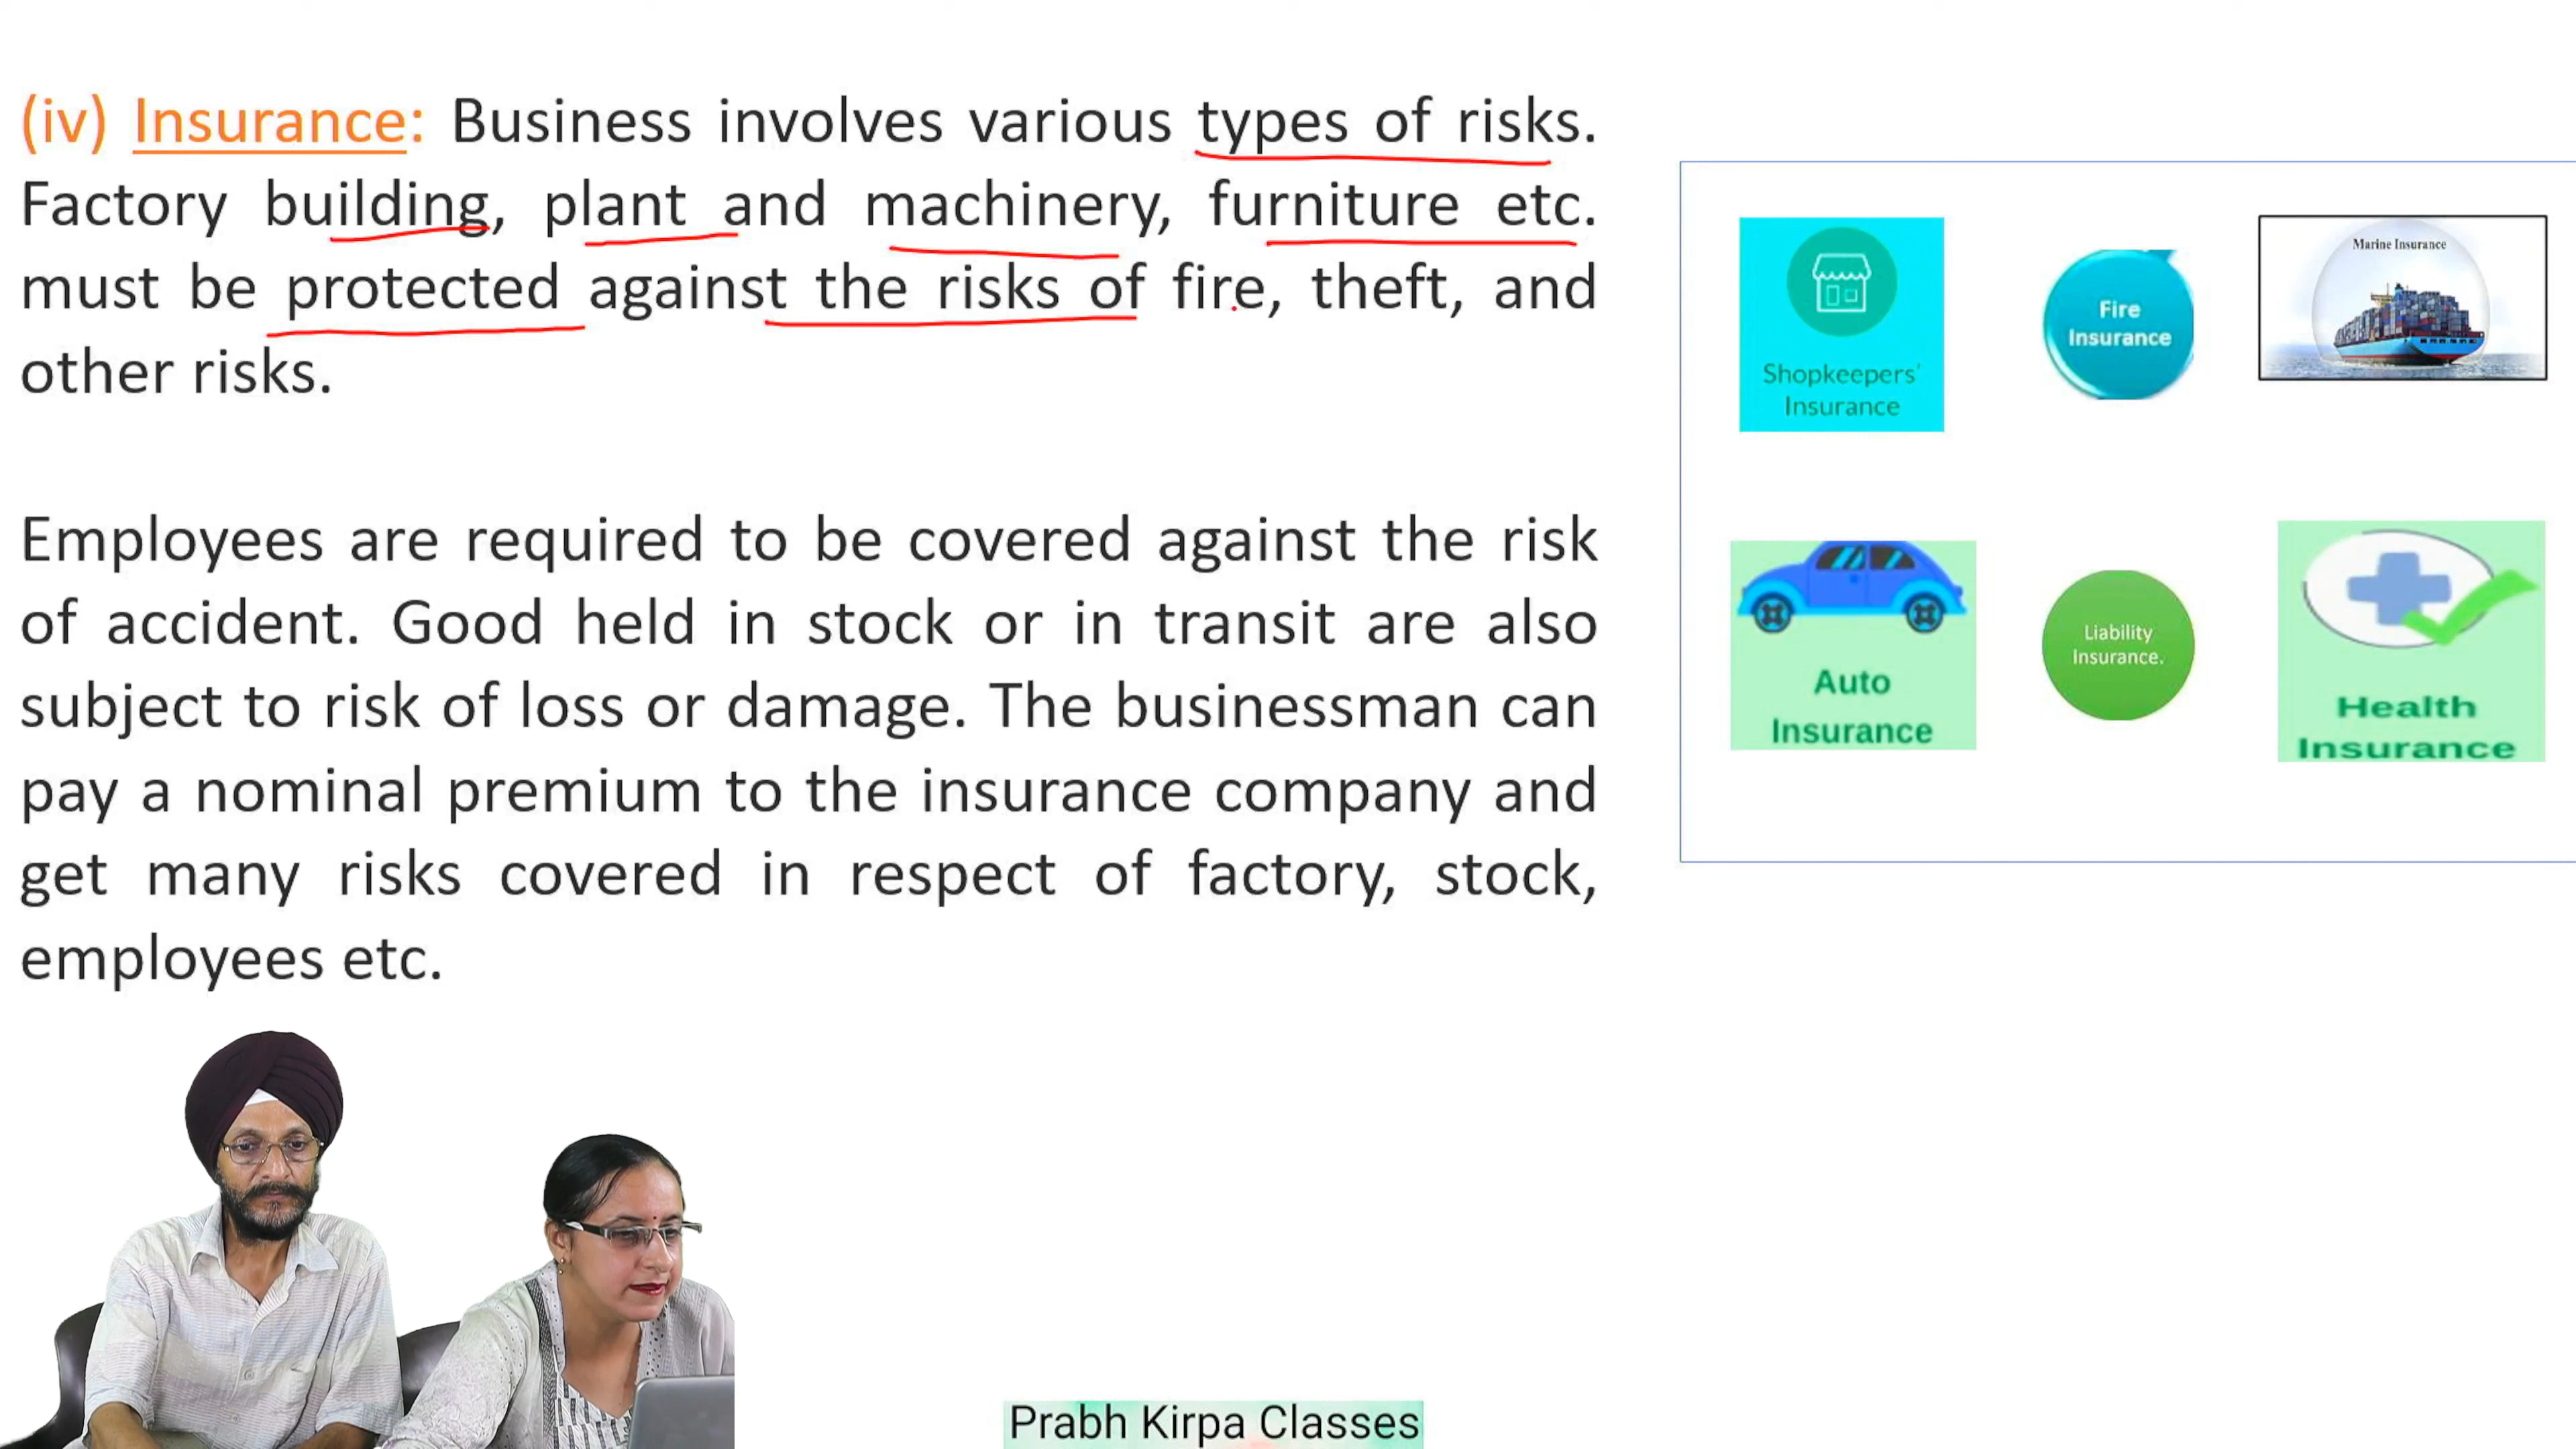 (iv) Insurance: Business involves various types of risks.
Factory building, plant and machinery, furniture etc.
must be protected against the risks of fire, theft, and
other risks.
Employees are required to be covered against the risk
of accident. Good held in stock or in transit are also
subject to risk of loss or damage. The businessman can
pay a nominal premium to the insurance company and
get many risks covered in respect of factory, stock,
employees etc.
Shopkeepers'
Insurance
Fire
Insurance
Marine Insurance
Auto
Insurance
Liability
Insurance.
Health
Insurance
Prabh Kirpa Classes